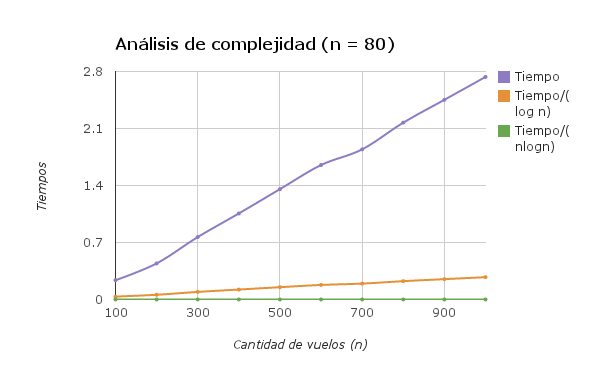 Análisis de complejidad (n = 80)
2.8
2.1
1.4
0.7
0
Tiempos
100
300
500
700
900
Cantidad de vuelos (n)
Tiempo
Tiempo/(
log n)
Tiempo/(
nlogn)